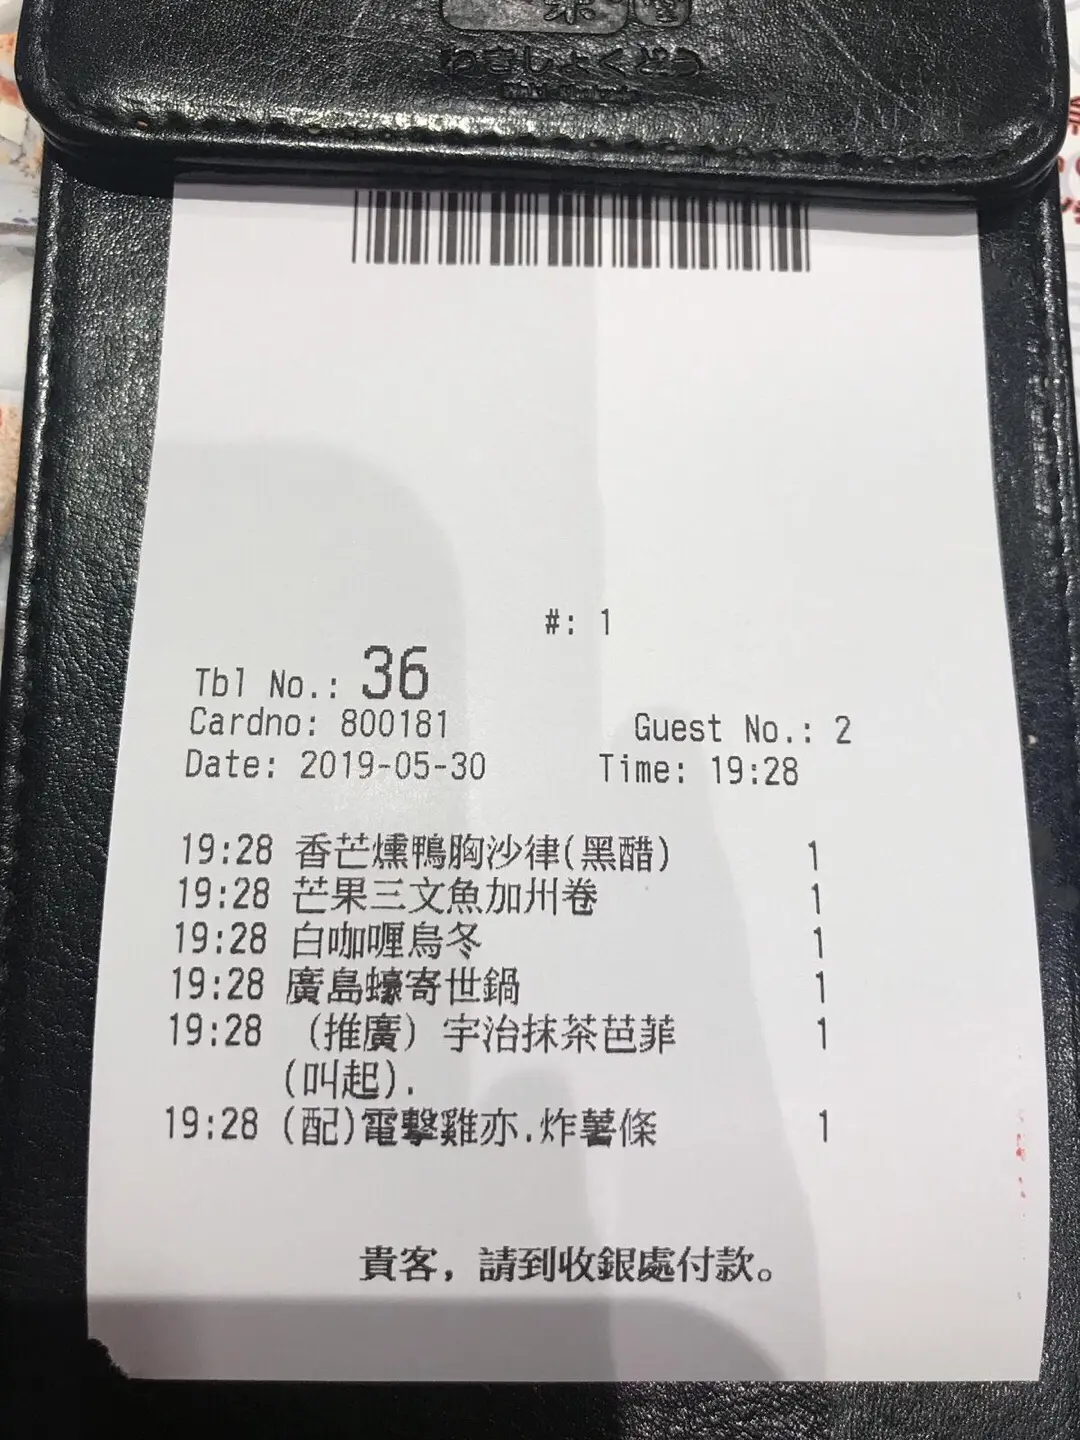 わしょくどう
#: 1
Tbl No.: 36
Cardno: 800181 Guest No.: 2
Date: 2019-05-30 Time: 19:28
19:28 香芒燻鴨胸沙律(黑醋) 1
19:28 芒果三文魚加州卷 1
19:28 白咖喱烏冬 1
19:28 廣島蠔寄世鍋 1
19:28 (推廣) 宇治抹茶芭菲 1
(叫起).
19:28 (配)電擊雞亦.炸薯條 1
貴客，請到收銀處付款。